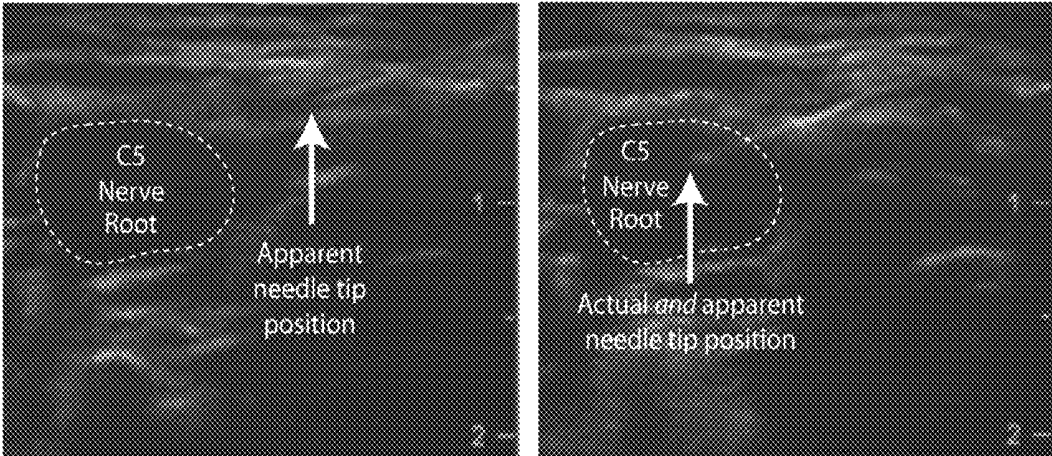 C5
Nerve
Root
Apparent
needle tip
position
1
2
C5
Nerve
Root
Actual and apparent
needle tip position
1
2